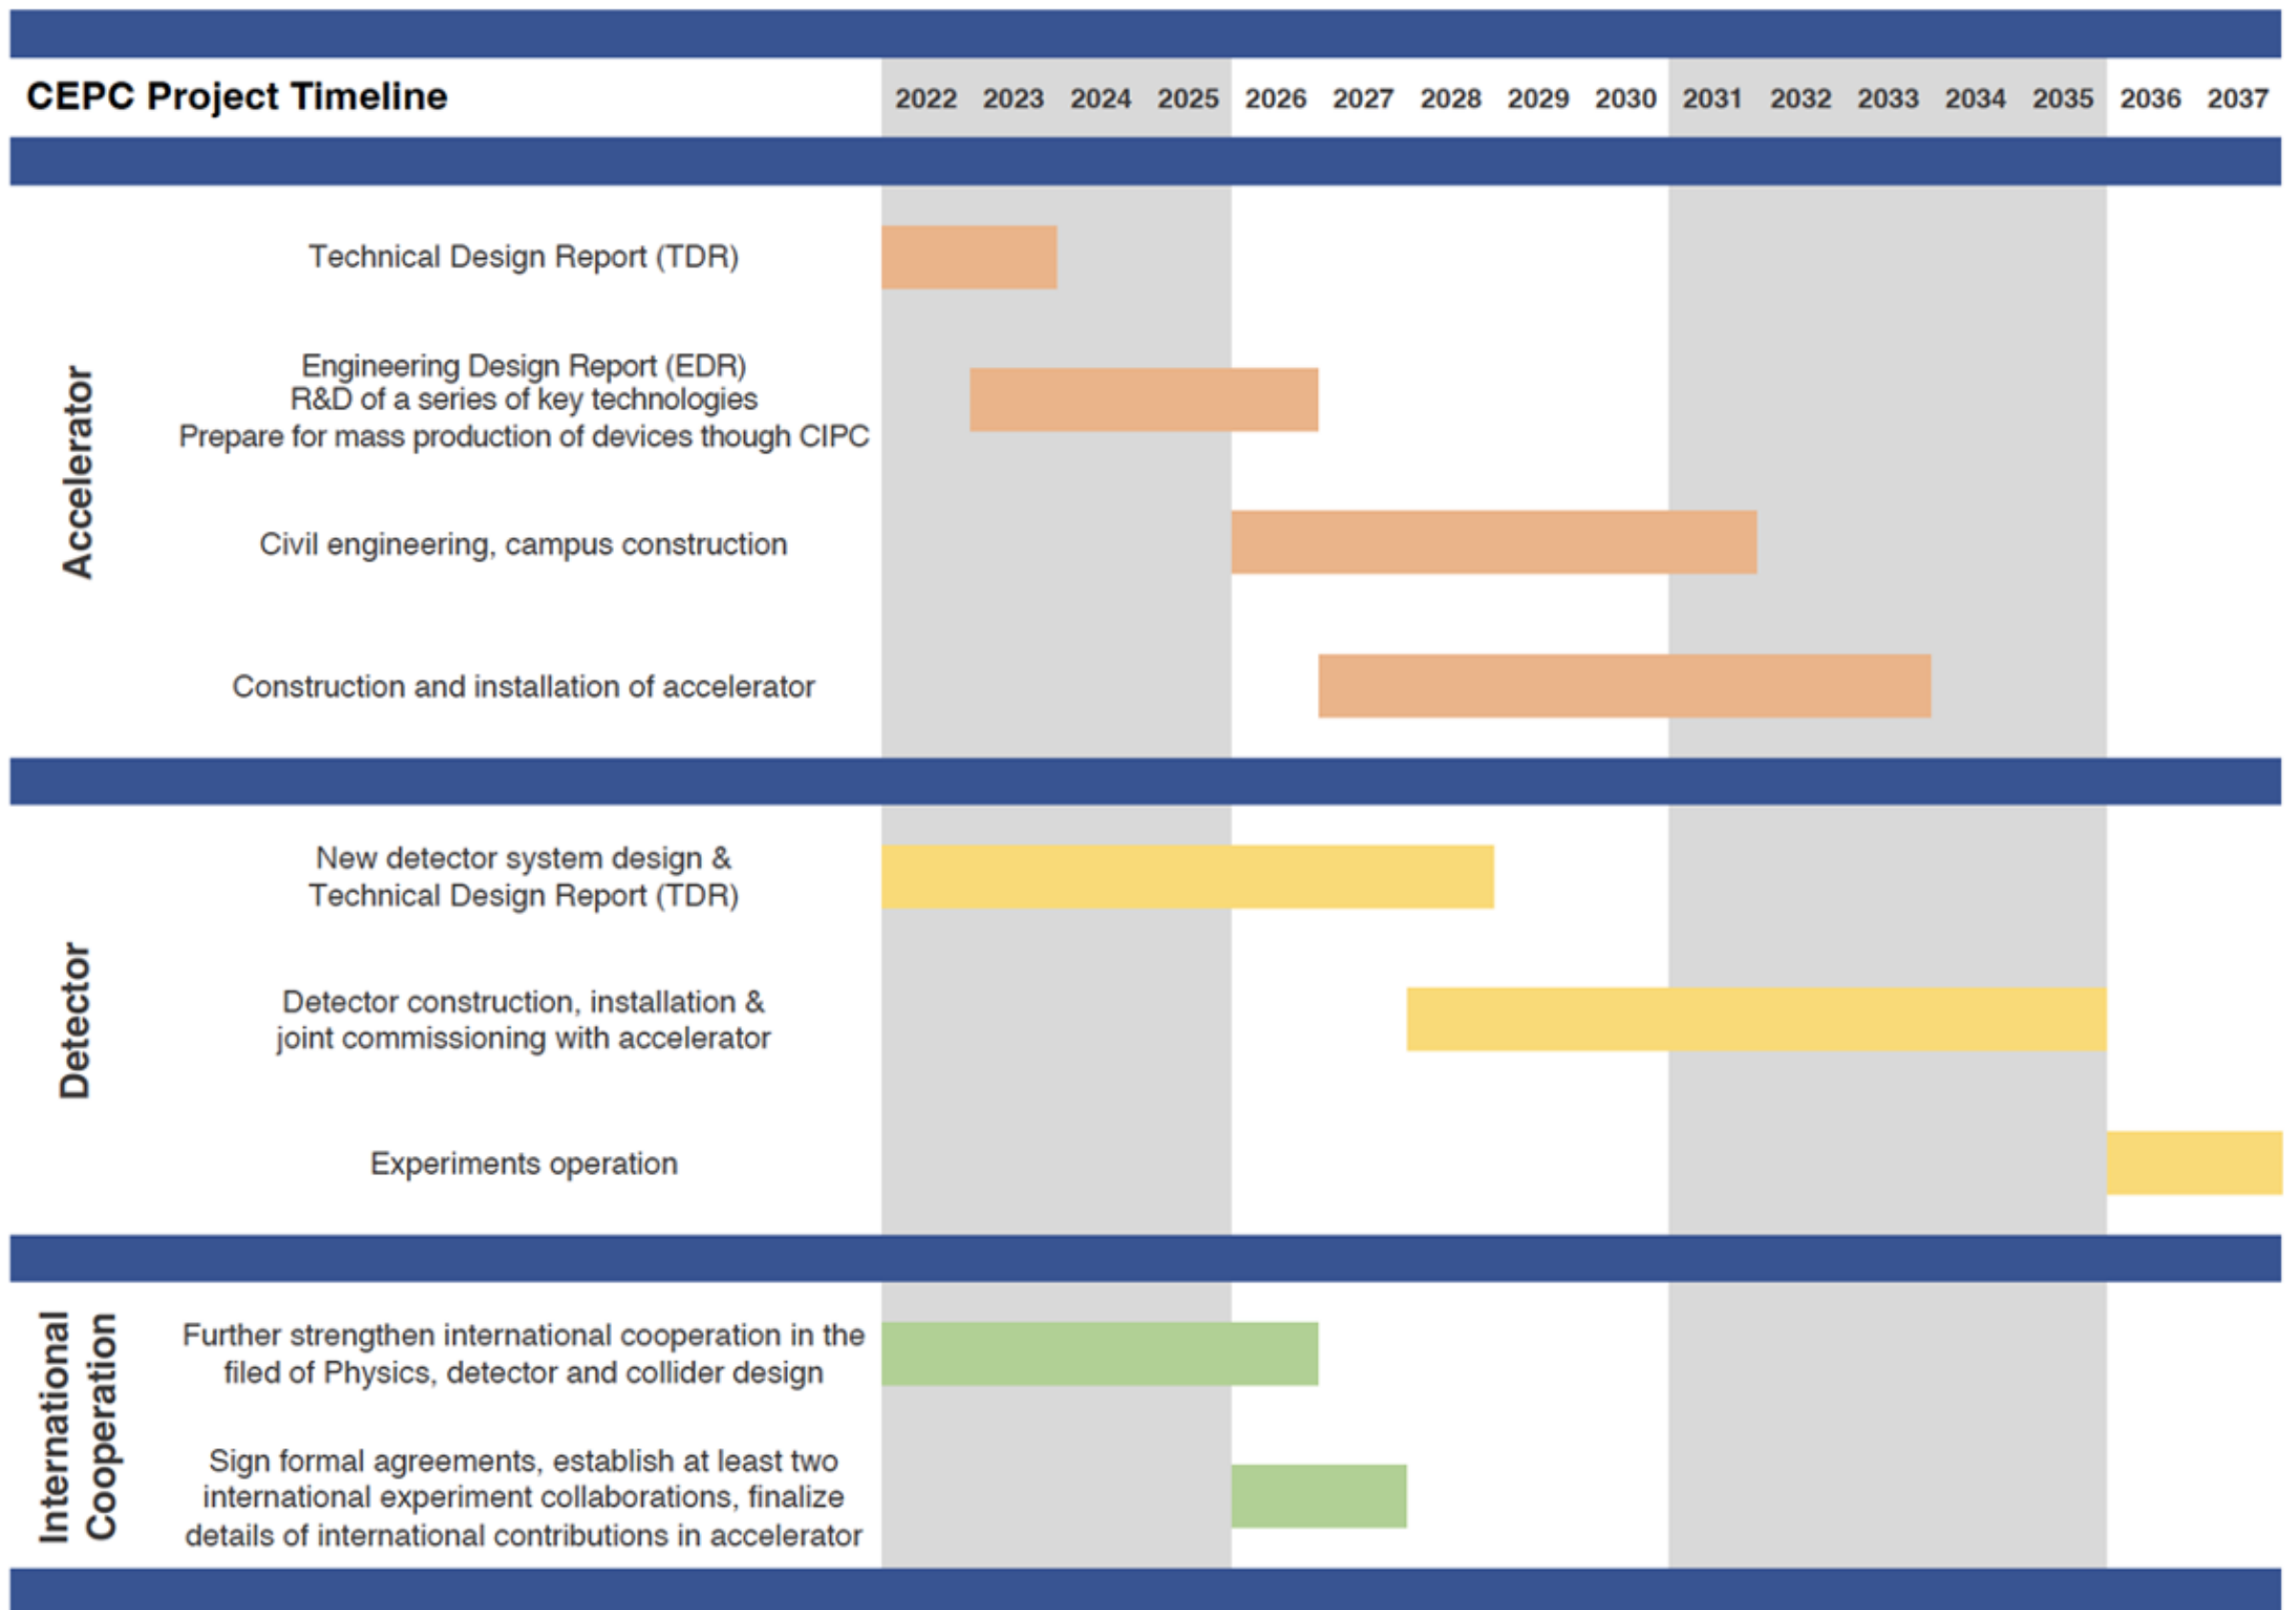 CEPC Project Timeline
2022 2023 2024 2025 2026 2027 2028 2029 2030 2031 2032 2033 2034 2035 2036 2037
Accelerator
Technical Design Report (TDR)
Engineering Design Report (EDR)
R&D of a series of key technologies
Prepare for mass production of devices though CIPC
Civil engineering, campus construction
Construction and installation of accelerator
Detector
New detector system design &
Technical Design Report (TDR)
Detector construction, installation &
joint commissioning with accelerator
Experiments operation
International
Cooperation
Further strengthen international cooperation in the
filed of Physics, detector and collider design
Sign formal agreements, establish at least two
international experiment collaborations, finalize
details of international contributions in accelerator